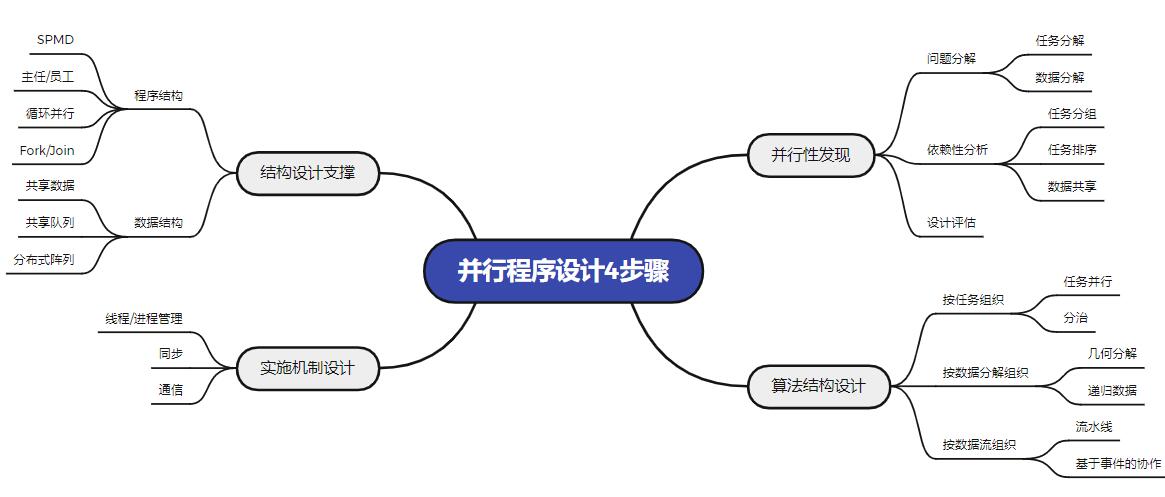 并行程序设计4步骤
并行性发现
问题分解
任务分解
数据分解
依赖性分析
任务分组
任务排序
数据共享
设计评估
算法结构设计
按任务组织
任务并行
分治
按数据分解组织
几何分解
递归数据
按数据流组织
流水线
基于事件的协作
结构设计支撑
程序结构
SPMD
主任/员工
循环并行
Fork/Join
数据结构
共享数据
共享队列
分布式阵列
实施机制设计
线程/进程管理
同步
通信